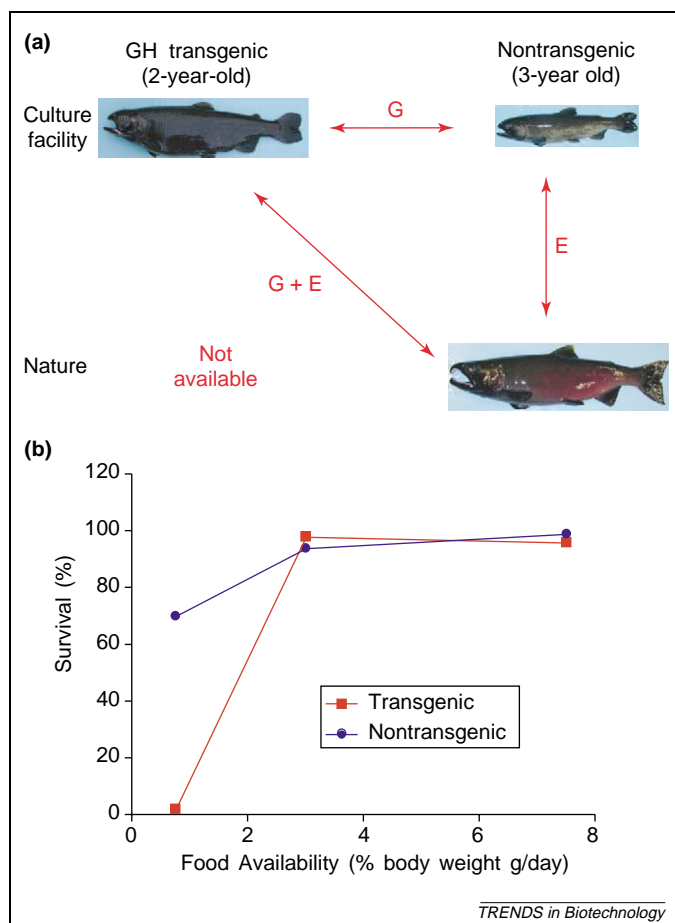 (a)
GH transgenic
(2-year-old)
Nontransgenic
(3-year old)
Culture
facility
G
E
G + E
Nature
Not
available
(b)
120
100
80
60
40
20
0
Survival (%)
Transgenic
Nontransgenic
0
2
4
6
8
Food Availability (% body weight g/day)
TRENDS in Biotechnology